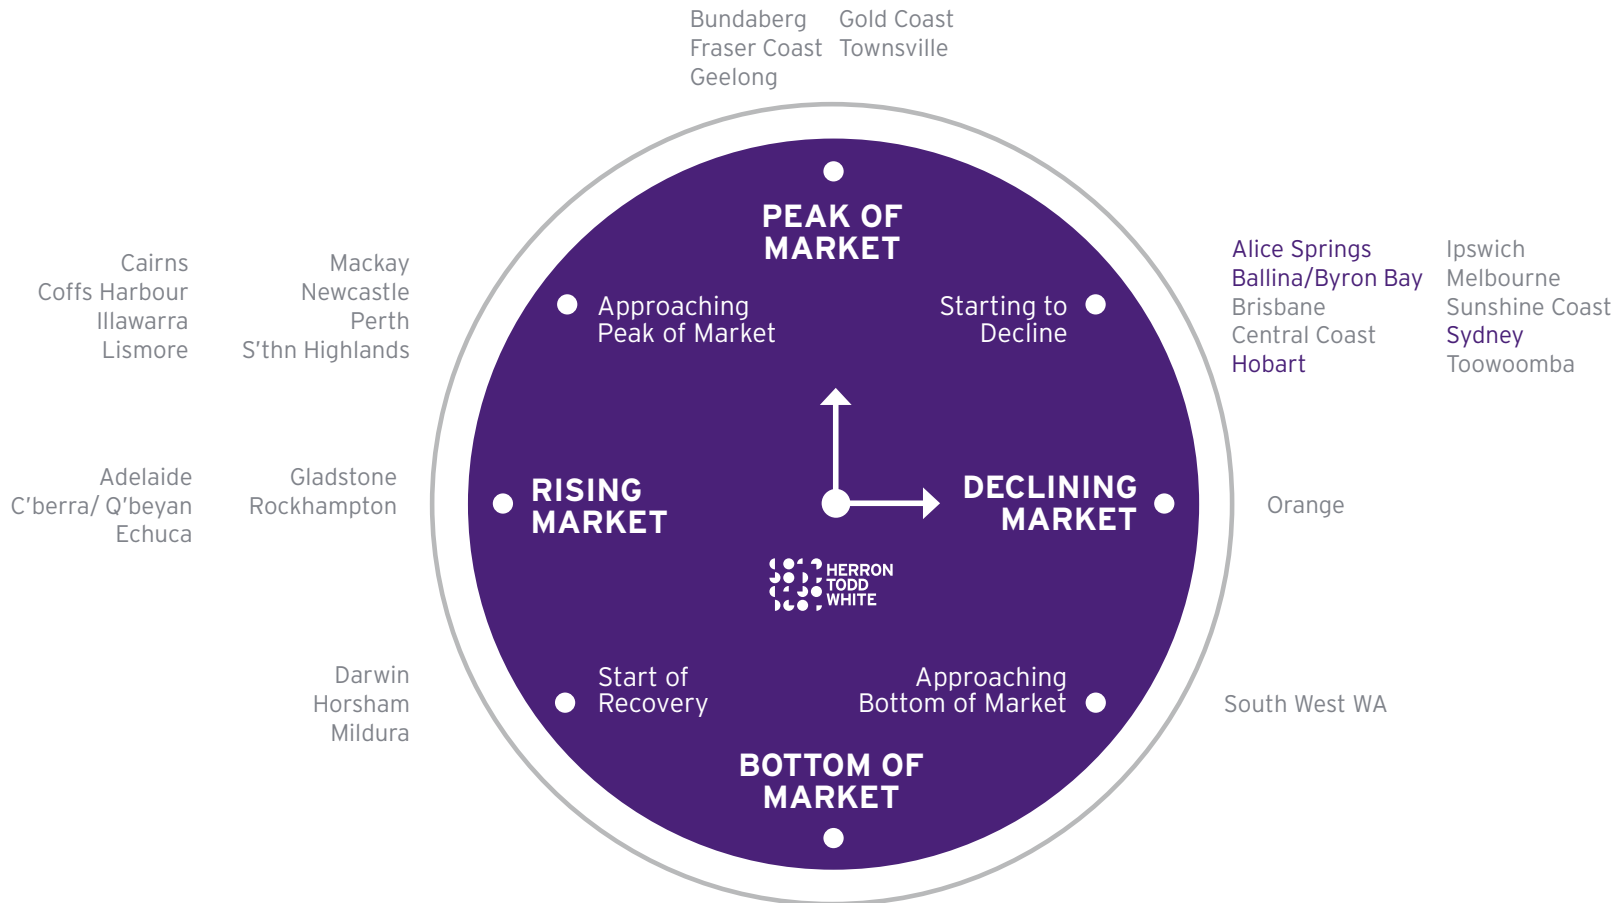 Bundaberg
Fraser Coast
Geelong
Gold Coast
Townsville
PEAK OF
MARKET
Cairns
Coffs Harbour
Illawarra
Lismore
Mackay
Newcastle
Perth
S'thn Highlands
Approaching
Peak of Market
Starting to
Decline
Alice Springs
Ballina/Byron Bay
Brisbane
Central Coast
Hobart
Ipswich
Melbourne
Sunshine Coast
Sydney
Toowoomba
Adelaide
C'berra/ Q'beyan
Echuca
Gladstone
Rockhampton
RISING
MARKET
DECLINING
MARKET
Orange
HERRON
TODD
WHITE
Darwin
Horsham
Mildura
Start of
Recovery
Approaching
Bottom of Market
South West WA
BOTTOM OF
MARKET